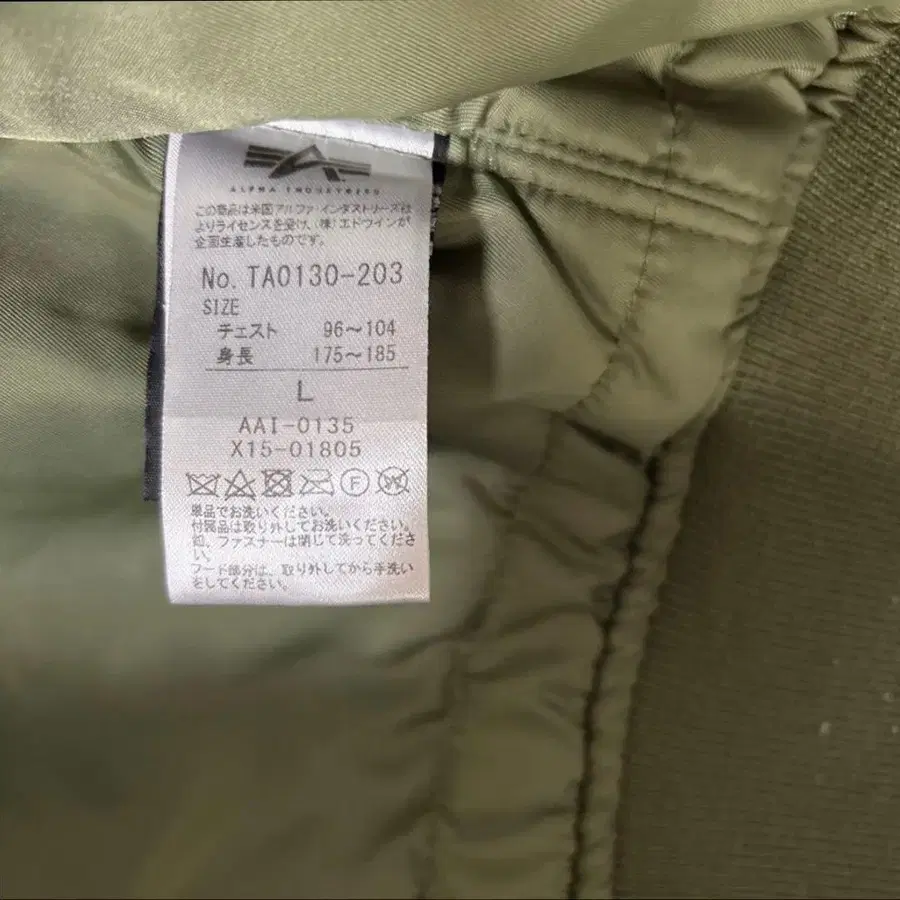 ALPHA INDUSTRIES
この商品は米国アルファ・インダストリーズ社
よりライセンスを受け、(株)エドウインが
企画生産したものです。
No. TA0130-203
SIZE
チェスト 96〜104
身長 175〜185
L
AAI-0135
X15-01805
F W
単品でお洗いください。
付属品は取り外してお洗いください。
尚、ファスナーは閉じて洗ってくださ
い。
フード部分は、取り外してから手洗い
をしてください。